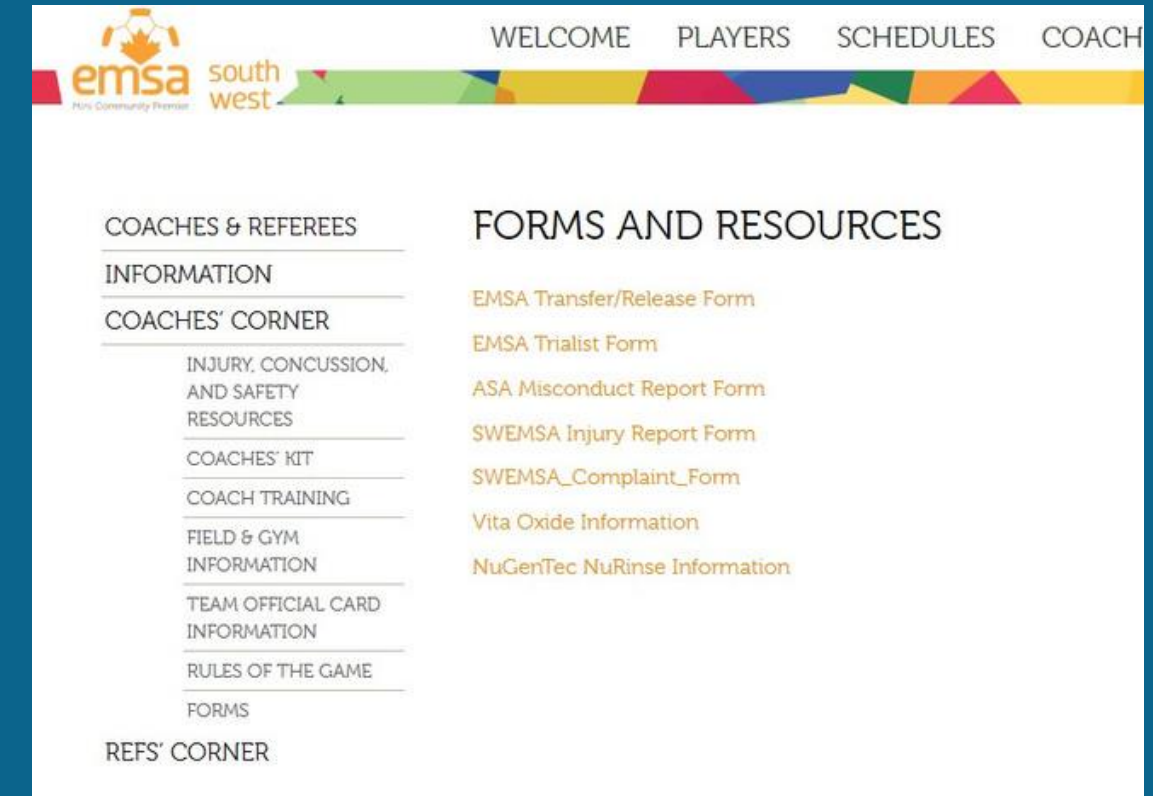 WELCOME PLAYERS SCHEDULES COACH
emsa
south
west
Mini Community Premier
COACHES & REFEREES
INFORMATION
COACHES' CORNER
INJURY, CONCUSSION,
AND SAFETY
RESOURCES
COACHES' KIT
COACH TRAINING
FIELD & GYM
INFORMATION
TEAM OFFICIAL CARD
INFORMATION
RULES OF THE GAME
FORMS
REFS' CORNER
FORMS AND RESOURCES
EMSA Transfer/Release Form
EMSA Trialist Form
ASA Misconduct Report Form
SWEMSA Injury Report Form
SWEMSA_Complaint_Form
Vita Oxide Information
NuGenTec NuRinse Information